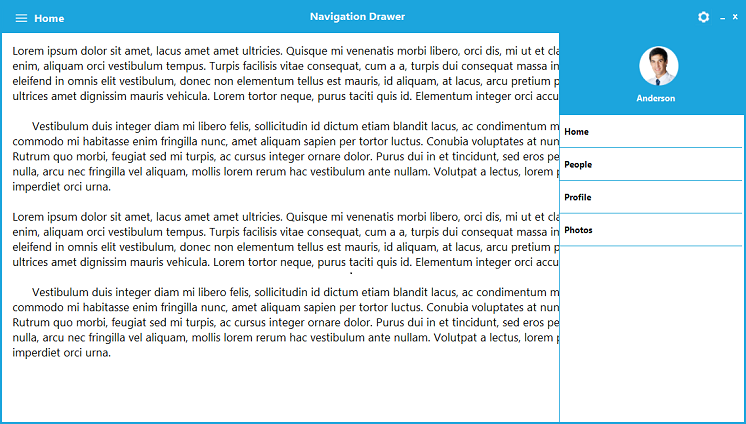 Home
Navigation Drawer
Lorem ipsum dolor sit amet, lacus amet amet ultricies. Quisque mi venenatis morbi libero, orci dis, mi ut et
enim, aliquam orci vestibulum tempus. Turpis facilisis vitae consequat, cum a a, turpis dui consequat massa in
eleifend in omnis elit vestibulum, donec non elementum tellus est mauris, id aliquam, at lacus, arcu pretium
ultrices amet dignissim mauris vehicula. Lorem tortor neque, purus taciti quis id. Elementum integer orci
Vestibulum duis integer diam mi libero felis, sollicitudin id dictum etiam blandit lacus, ac condimentum
commodo mi habitasse enim fringilla nunc, amet aliquam sapien per tortor luctus. Conubia voluptates at
Rutrum quo morbi, feugiat sed mi turpis, ac cursus integer ornare dolor. Purus dui in et tincidunt, sed eros
nulla, arcu nec fringilla vel aliquam, mollis lorem rerum hac vestibulum ante nullam. Volutpat a lectus, lorem
imperdiet orci urna.
Lorem ipsum dolor sit amet, lacus amet amet ultricies. Quisque mi venenatis morbi libero, orci dis, mi ut et
enim, aliquam orci vestibulum tempus. Turpis facilisis vitae consequat, cum a a, turpis dui consequat massa in
eleifend in omnis elit vestibulum, donec non elementum tellus est mauris, id aliquam, at lacus, arcu pretium
ultrices amet dignissim mauris vehicula. Lorem tortor neque, purus taciti quis id. Elementum integer orci
Vestibulum duis integer diam mi libero felis, sollicitudin id dictum etiam blandit lacus, ac condimentum
commodo mi habitasse enim fringilla nunc, amet aliquam sapien per tortor luctus. Conubia voluptates at
Rutrum quo morbi, feugiat sed mi turpis, ac cursus integer ornare dolor. Purus dui in et tincidunt, sed eros
nulla, arcu nec fringilla vel aliquam, mollis lorem rerum hac vestibulum ante nullam. Volutpat a lectus, lorem
imperdiet orci urna.
Anderson
Home
People
Profile
Photos